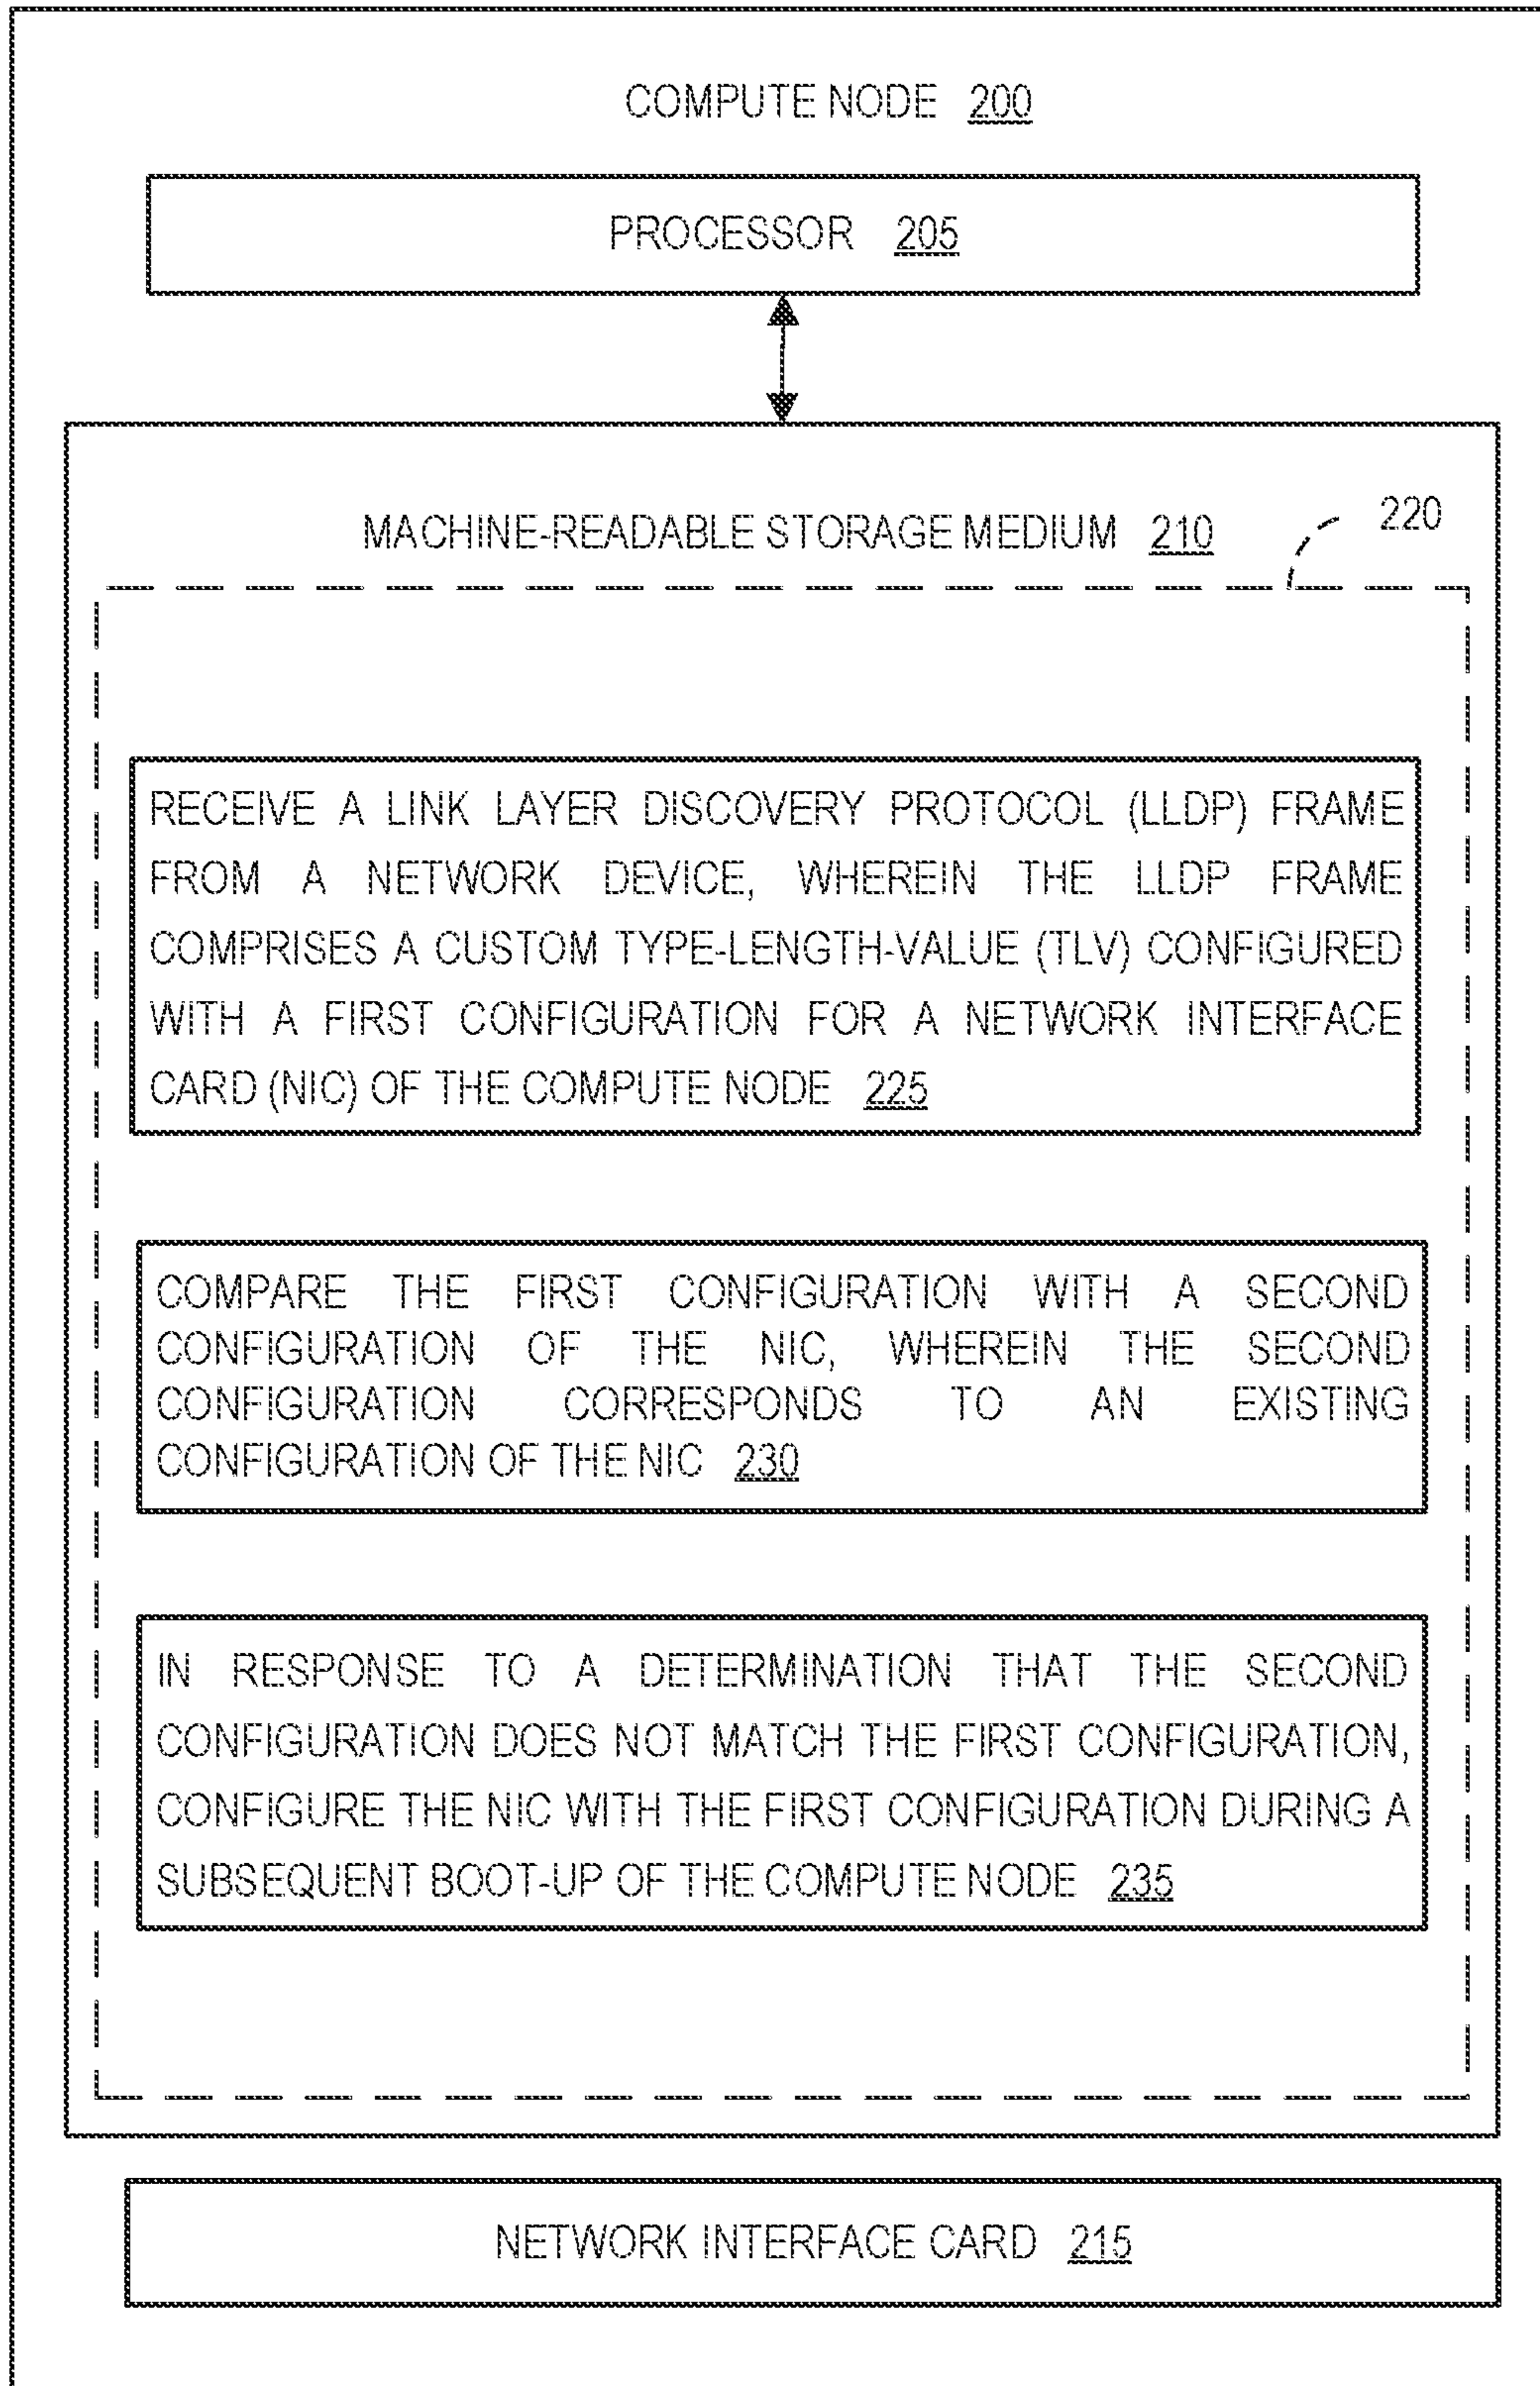 COMPUTE NODE 200
PROCESSOR 205
MACHINE-READABLE STORAGE MEDIUM 210
220
RECEIVE A LINK LAYER DISCOVERY PROTOCOL (LLDP) FRAME
FROM A NETWORK DEVICE, WHEREIN THE LLDP FRAME
COMPRISES A CUSTOM TYPE-LENGTH-VALUE (TLV) CONFIGURED
WITH A FIRST CONFIGURATION FOR A NETWORK INTERFACE
CARD (NIC) OF THE COMPUTE NODE 225
COMPARE THE FIRST CONFIGURATION WITH A SECOND
CONFIGURATION OF THE NIC, WHEREIN THE SECOND
CONFIGURATION CORRESPONDS TO AN EXISTING
CONFIGURATION OF THE NIC 230
IN RESPONSE TO A DETERMINATION THAT THE SECOND
CONFIGURATION DOES NOT MATCH THE FIRST CONFIGURATION,
CONFIGURE THE NIC WITH THE FIRST CONFIGURATION DURING A
SUBSEQUENT BOOT-UP OF THE COMPUTE NODE 235
NETWORK INTERFACE CARD 215